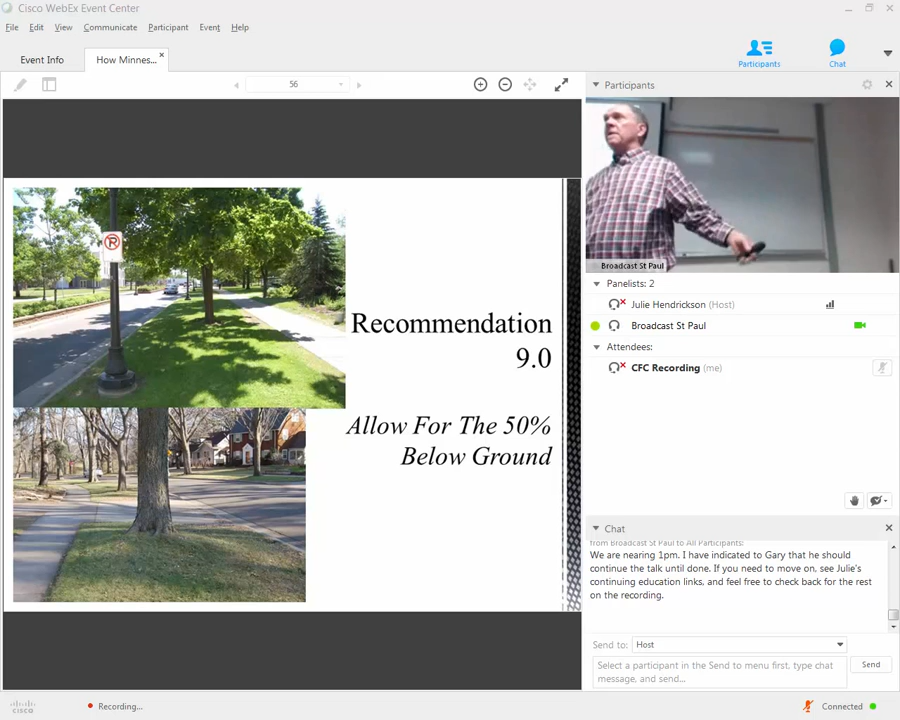 Cisco WebEx Event Center
File Edit View Communicate Participant Event Help
Event Info
How Minnes...
Participants
Chat
56
Participants
Recommendation
9.0
Allow For The 50%
Below Ground
Broadcast St Paul
Panelists: 2
Julie Hendrickson (Host)
Broadcast St Paul
Attendees:
CFC Recording (me)
Chat
from Broadcast St Paul to All Participants:
We are nearing 1pm. I have indicated to Gary that he should
continue the talk until done. If you need to move on, see Julie's
continuing education links, and feel free to check back for the rest
on the recording.
Send to: Host
Select a participant in the Send to menu first, type chat
message, and send...
Send
cisco
Recording...
Connected